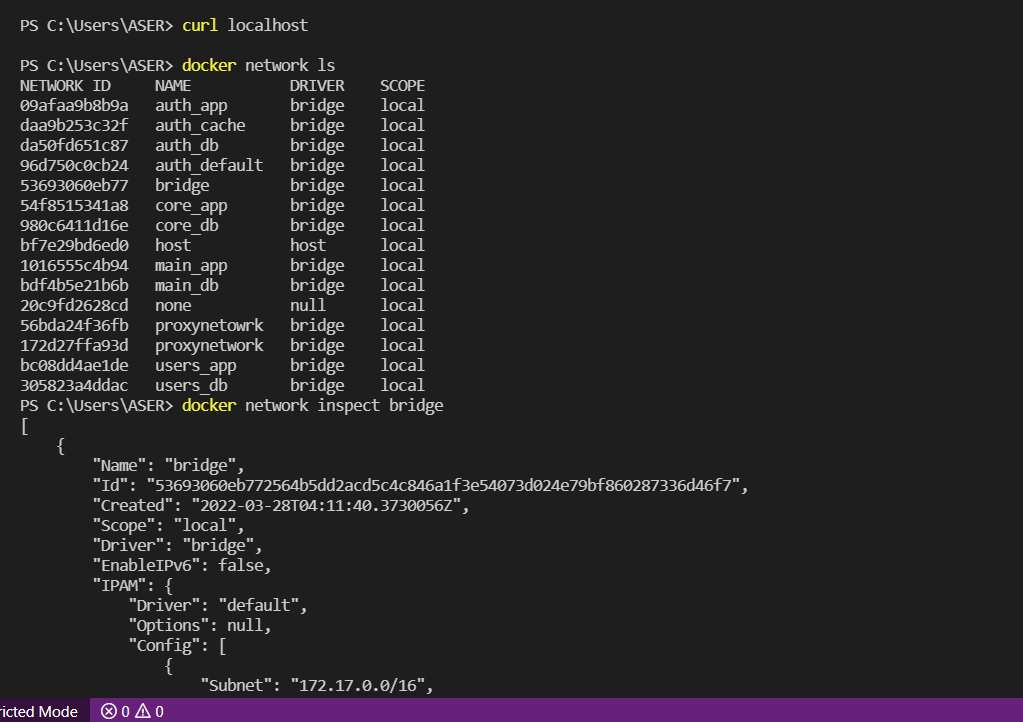 PS C:\Users\ASER> curl localhost
PS C:\Users\ASER> docker network ls
NETWORK ID NAME DRIVER SCOPE
09afaa9b8b9a auth_app bridge local
daa9b253c32f auth_cache bridge local
da50fd651c87 auth_db bridge local
96d750c0cb24 auth_default bridge local
53693060eb77 bridge bridge local
54f8515341a8 core_app bridge local
980c6411d16e core_db bridge local
bf7e29bd6ed0 host host local
1016555c4b94 main_app bridge local
bdf4b5e21b6b main_db bridge local
20c9fd2628cd none null local
56bda24f36fb proxynetowrk bridge local
172d27ffa93d proxynetwork bridge local
bc08dd4ae1de users_app bridge local
305823a4ddac users_db bridge local
PS C:\Users\ASER> docker network inspect bridge
[
{
"Name": "bridge",
"Id": "53693060eb772564b5dd2acd5c4c846a1f3e54073d024e79bf860287336d46f7",
"Created": "2022-03-28T04:11:40.3730056Z",
"Scope": "local",
"Driver": "bridge",
"EnableIPv6": false,
"IPAM": {
"Driver": "default",
"Options": null,
"Config": [
{
"Subnet": "172.17.0.0/16",
ricted Mode 0 0